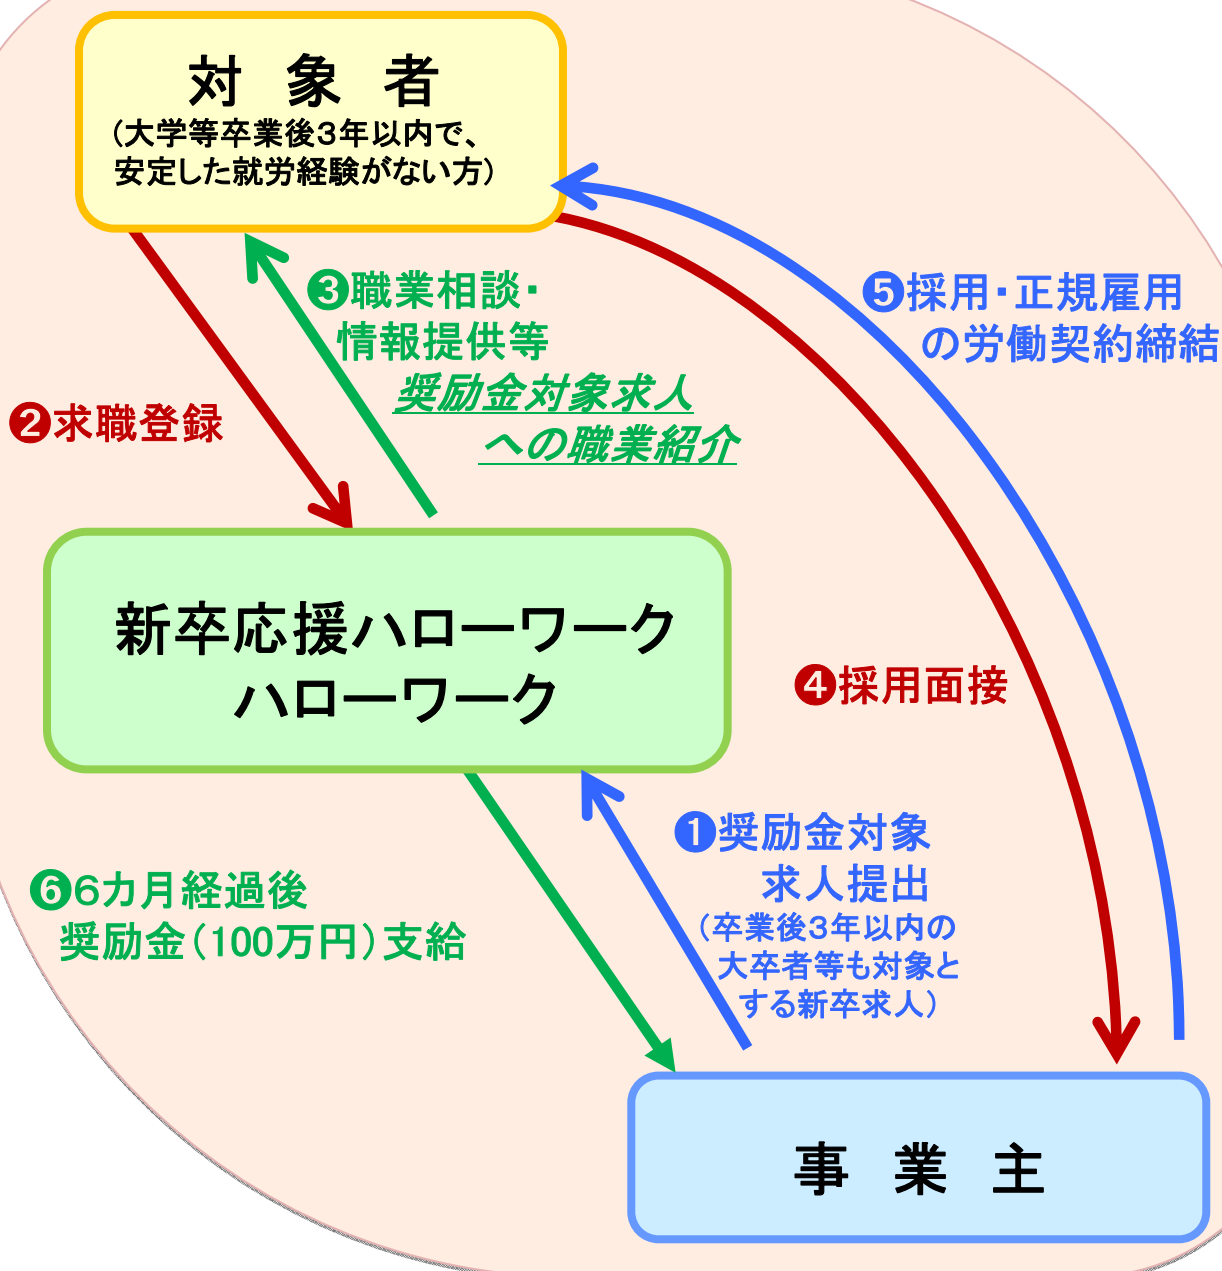 対　象　者
(大学等卒業後3年以内で、
安定した就労経験がない方)
❸職業相談・
情報提供等
奨励金対象求人
への職業紹介
❺採用・正規雇用
の労働契約締結
❷求職登録
新卒応援ハローワーク
ハローワーク
❹採用面接
❶奨励金対象
求人提出
(卒業後3年以内の
大卒者等も対象と
する新卒求人)
❻6カ月経過後
奨励金(100万円)支給
事　業　主